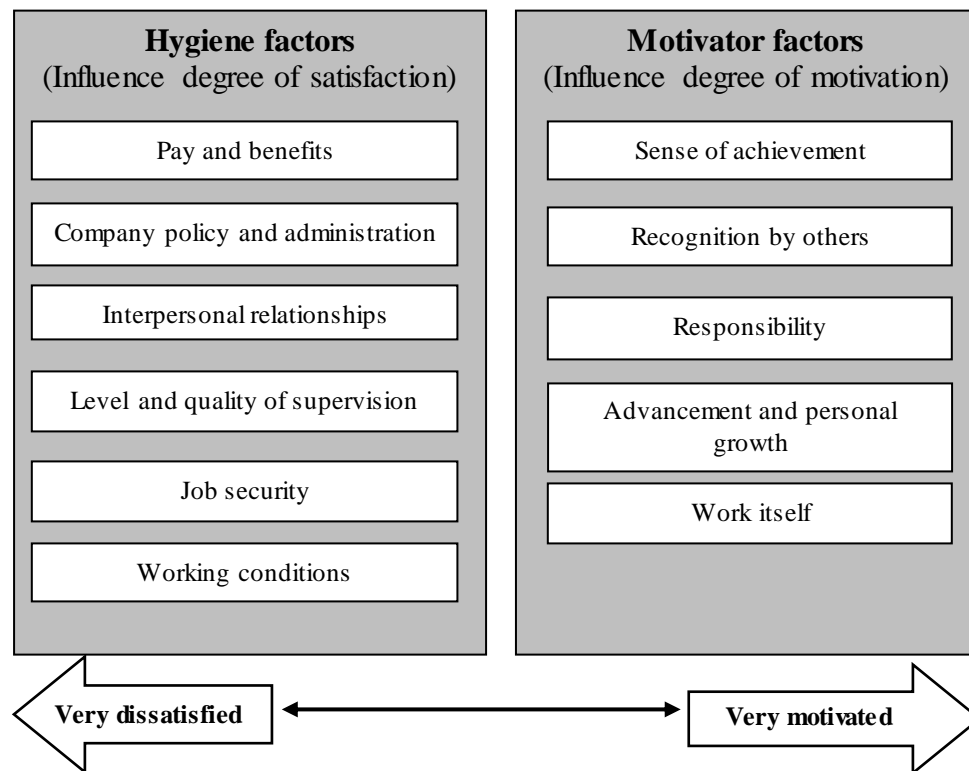 Hygiene factors
(Influence degree of satisfaction)
Pay and benefits
Company policy and administration
Interpersonal relationships
Level and quality of supervision
Job security
Working conditions
Motivator factors
(Influence degree of motivation)
Sense of achievement
Recognition by others
Responsibility
Advancement and personal
growth
Work itself
Very dissatisfied
Very motivated